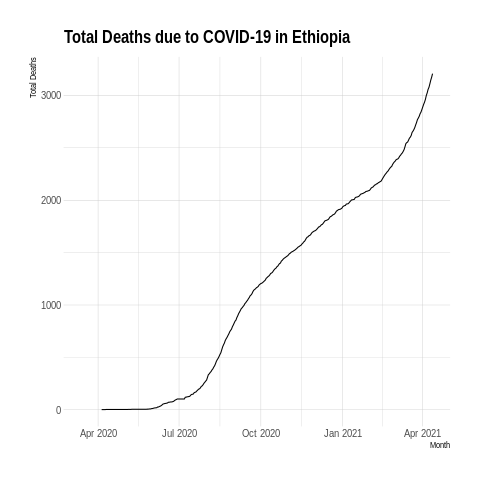 Total Deaths due to COVID-19 in Ethiopia
Total Deaths
3000
2000
1000
0
Apr 2020 Jul 2020 Oct 2020 Jan 2021 Apr 2021
Month